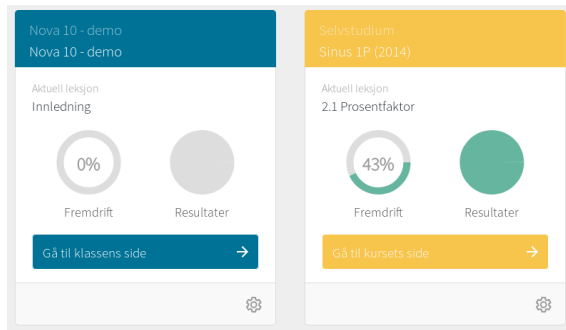 Nova 10 - demo
Nova 10 - demo
Aktuell leksjon
Innledning
0%
Fremdrift
Resultater
Gå til klassens side
Selvstudium
Sinus 1P (2014)
Aktuell leksjon
2.1 Prosentfaktor
43%
Fremdrift
Resultater
Gå til kursets side